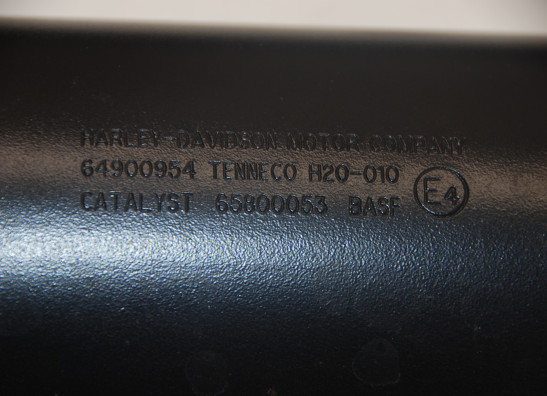 HARLEY-DAVIDSON MOTOR COMPANY
64900954 TENNECO H20-010
CATALYST 65800053 BASF E4